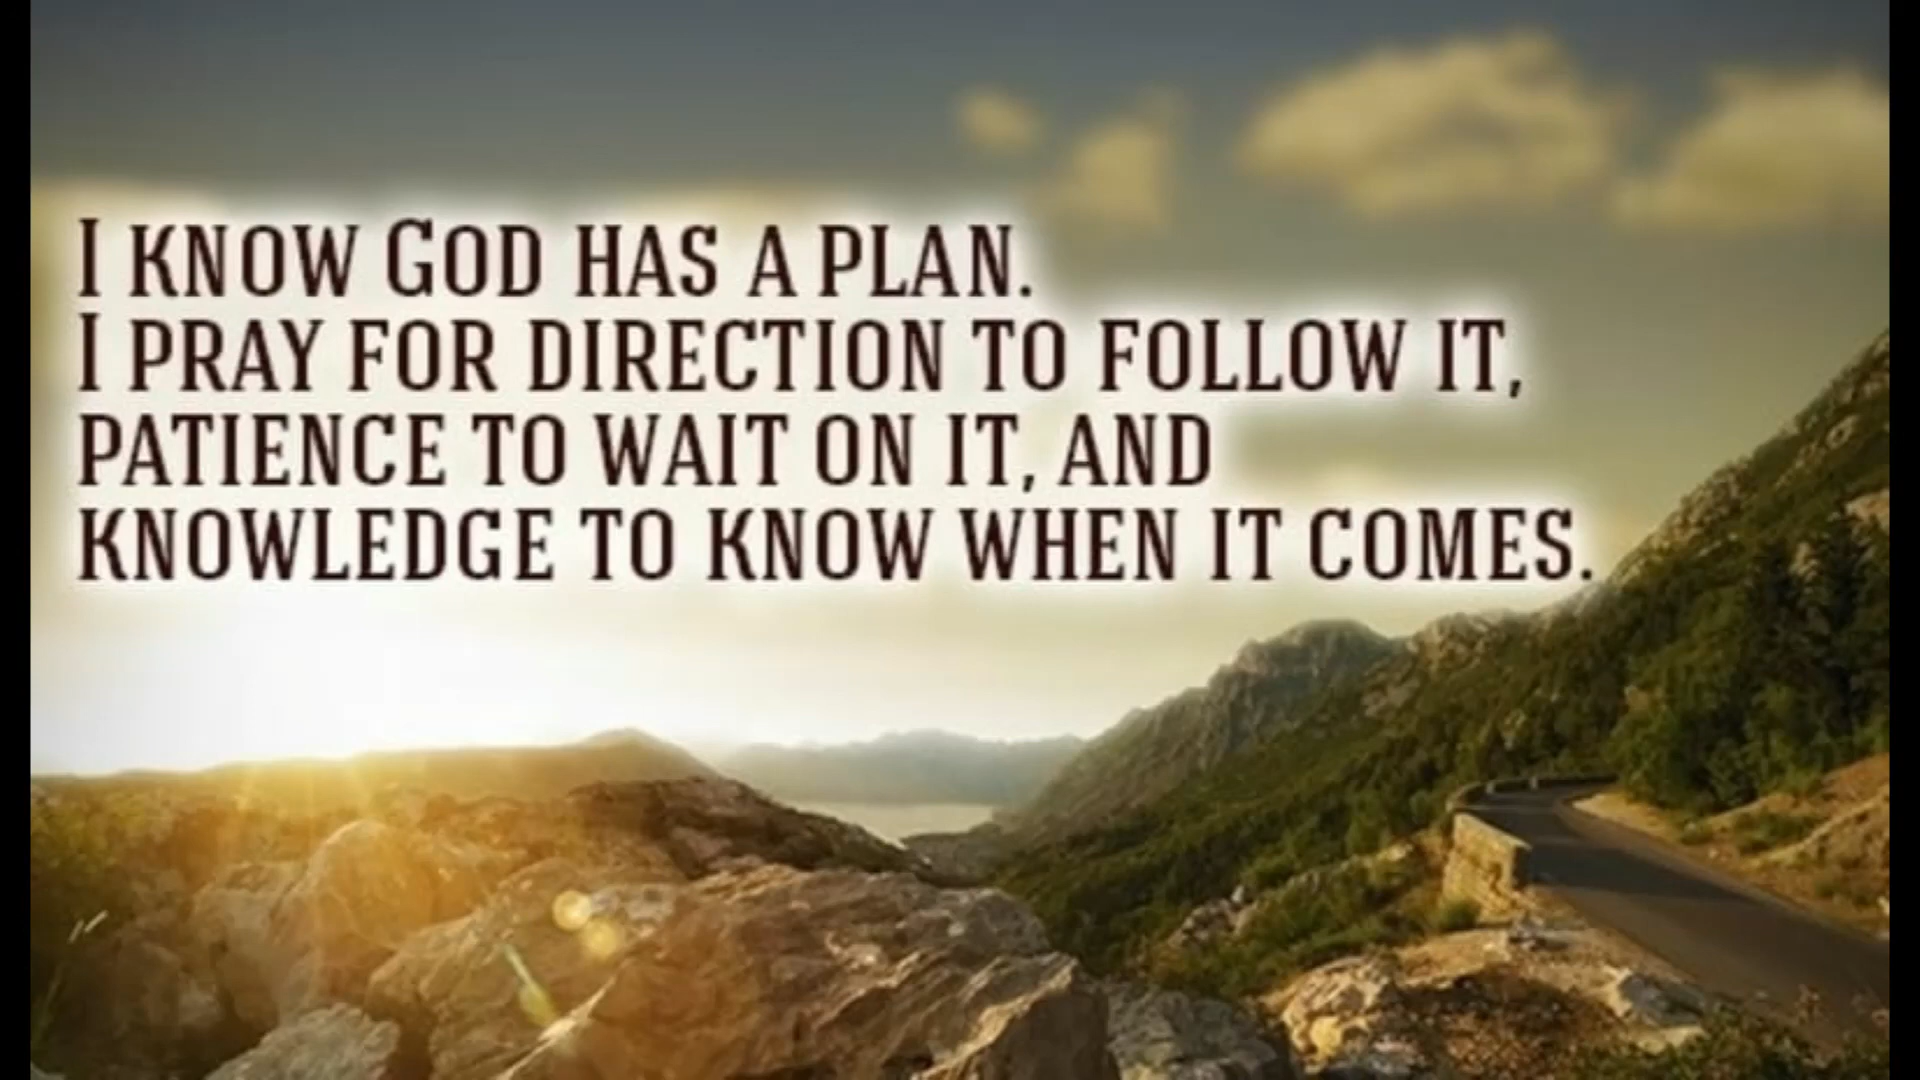 I KNOW GOD HAS A PLAN.
I PRAY FOR DIRECTION TO FOLLOW IT,
PATIENCE TO WAIT ON IT, AND
KNOWLEDGE TO KNOW WHEN IT COMES.